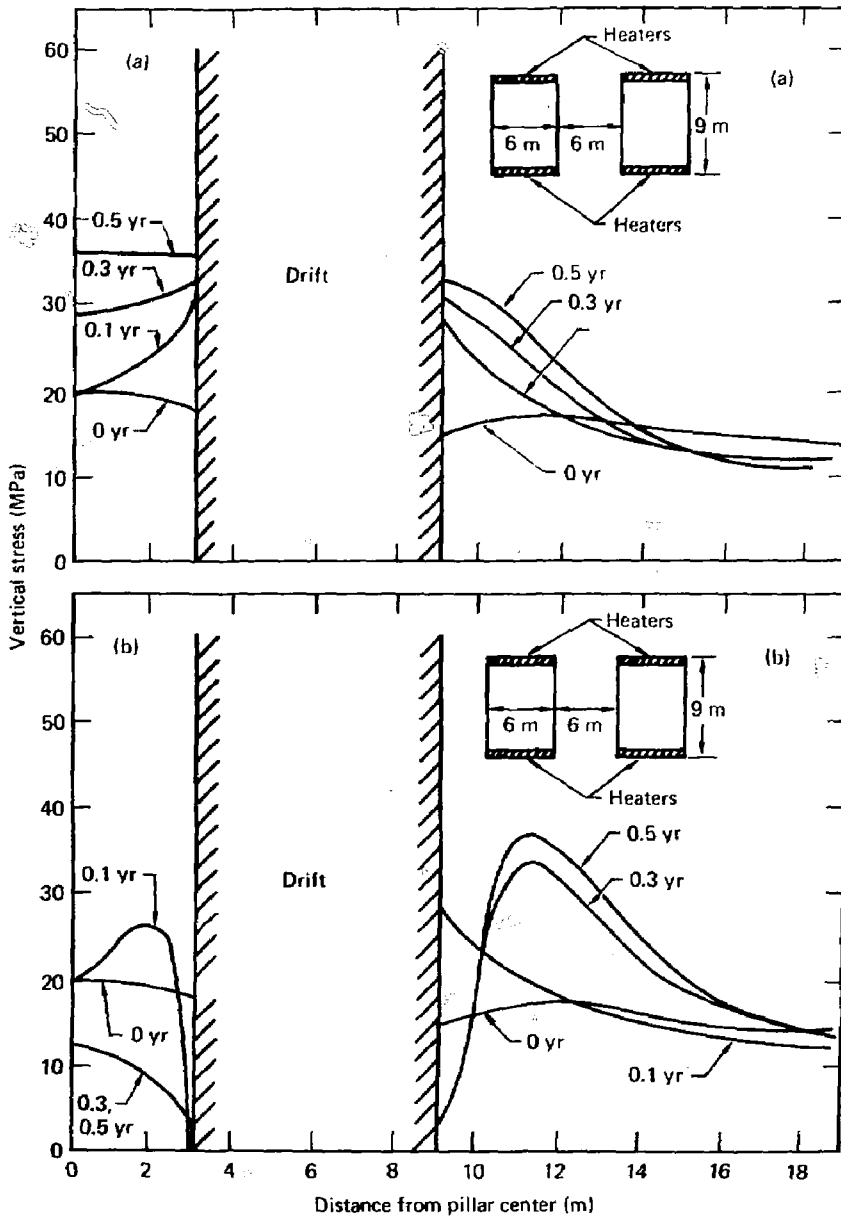 Vertical stress (MPa)
60
50
40
30
20
10
0
(a)
0.5 yr
0.3 yr
0.1 yr
0 yr
Drift
Heaters
(a)
6 m
6 m
9 m
Heaters
0.5 yr
0.3 yr
0 yr
60
50
40
30
20
10
0
(b)
0.1 yr
0 yr
0.3,
0.5 yr
Drift
Heaters
(b)
6 m
6 m
9 m
Heaters
0.5 yr
0.3 yr
0 yr
0.1 yr
0 2 4 6 8 10 12 14 16 18
Distance from pillar center (m)